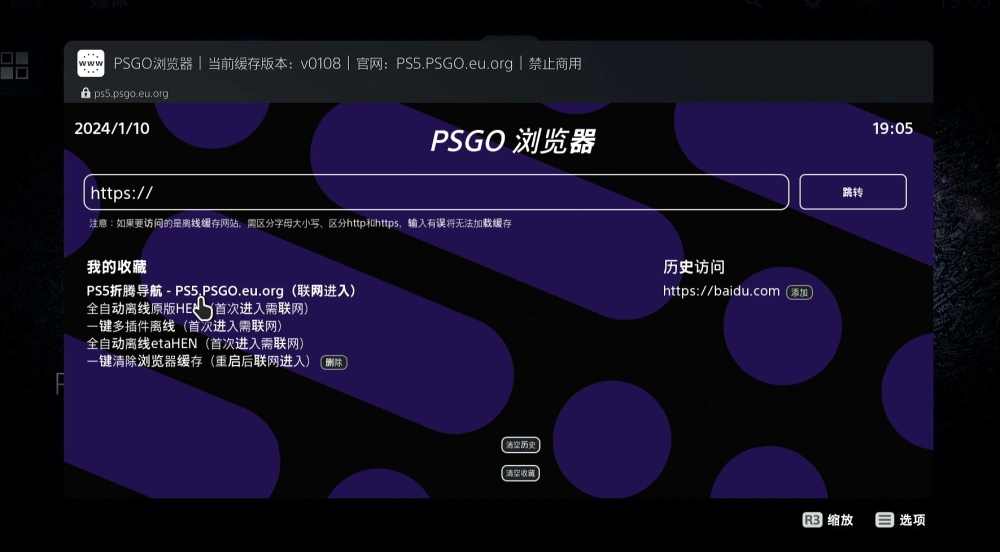 www
PSGO浏览器｜当前缓存版本：v0108｜官网：PS5.PSGO.eu.org｜禁止商用
ps5.psgo.eu.org
2024/1/10
PSGO 浏览器
19:05
https://
跳转
注意：如果要访问的是离线缓存网站，需区分字母大小写、区分http和https，输入有误将无法加载缓存
我的收藏
历史访问
PS5折腾导航 - PS5.PSGO.eu.org（联网进入）
https://baidu.com 添加
全自动离线原版HEN（首次进入需联网）
一键多插件离线（首次进入需联网）
全自动离线etaHEN（首次进入需联网）
一键清除浏览器缓存（重启后联网进入） 删除
清空历史
清空收藏
R3 缩放
选项